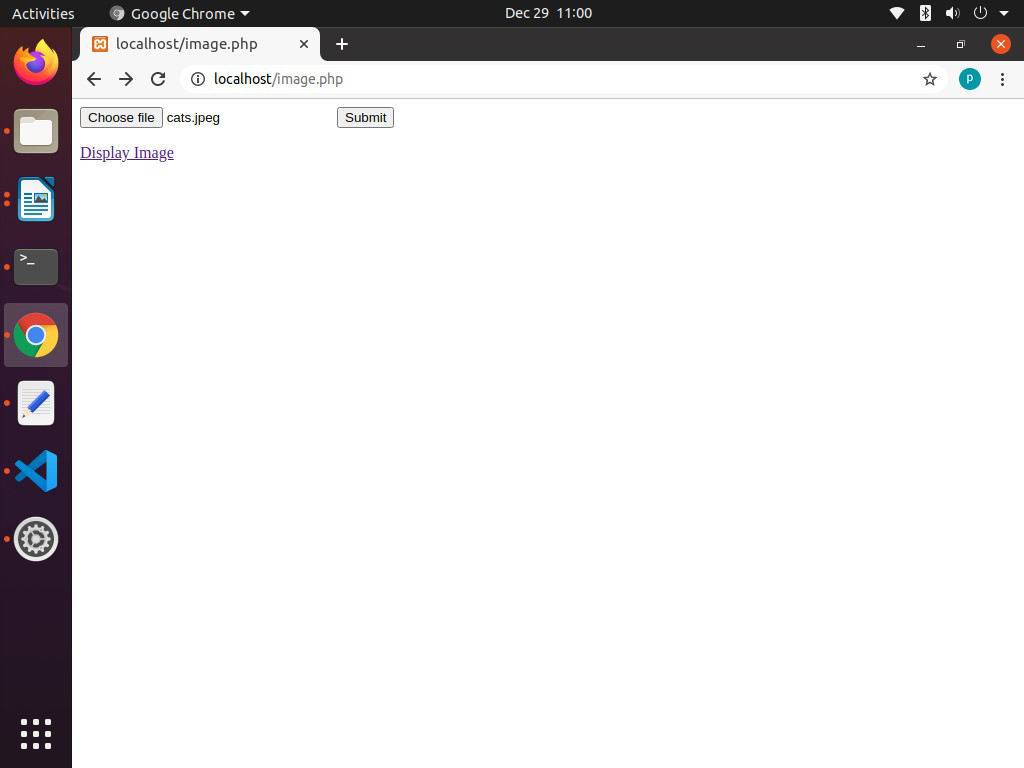 Activities Google Chrome Dec 29 11:00
localhost/image.php
localhost/image.php P
Choose file cats.jpeg Submit
Display Image
>_